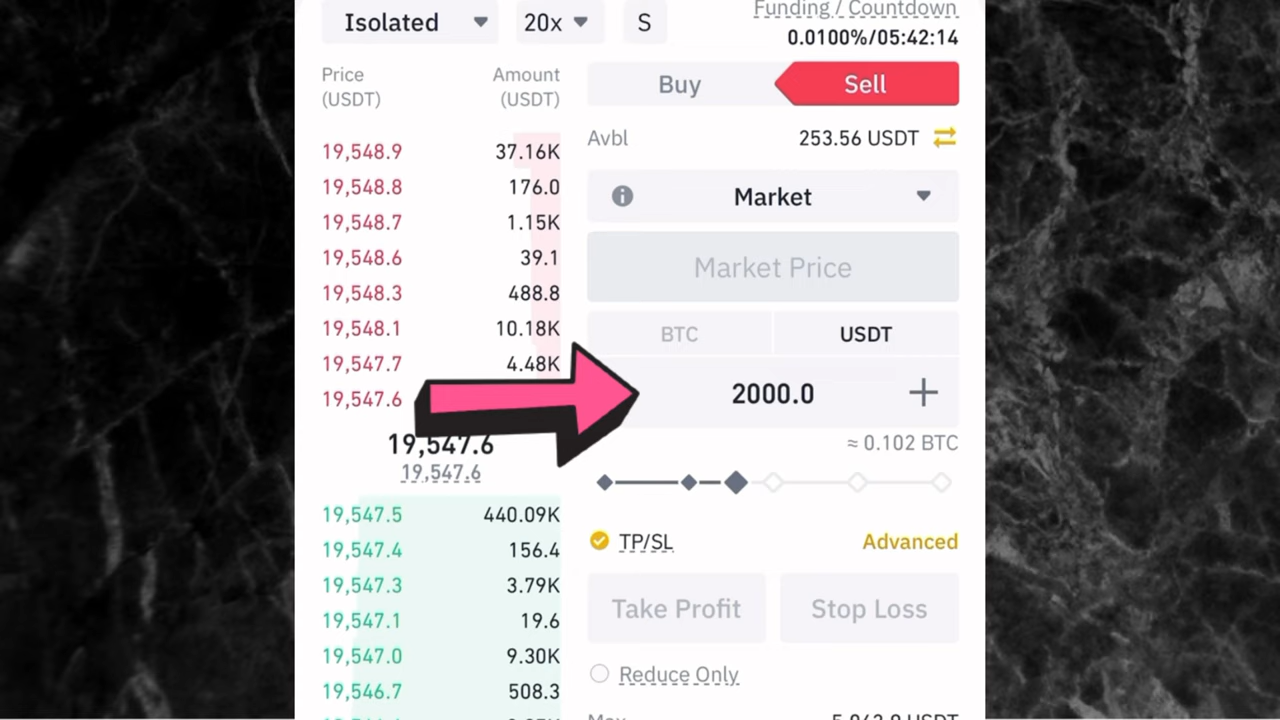 Isolated 20x S Funding / Countdown
0.0100%/05:42:14
Price Amount
(USDT) (USDT)
Buy Sell
Avbl 253.56 USDT
19,548.9 37.16K
19,548.8 176.0
Market
19,548.7 1.15K
19,548.6 39.1
Market Price
19,548.3 488.8
19,548.1 10.18K
BTC USDT
19,547.7 4.48K
19,547.6
2000.0
19,547.6
≈ 0.102 BTC
19,547.6
19,547.5 440.09K
19,547.4 156.4
TP/SL Advanced
19,547.3 3.79K
Take Profit Stop Loss
19,547.1 19.6
19,547.0 9.30K
Reduce Only
19,546.7 508.3